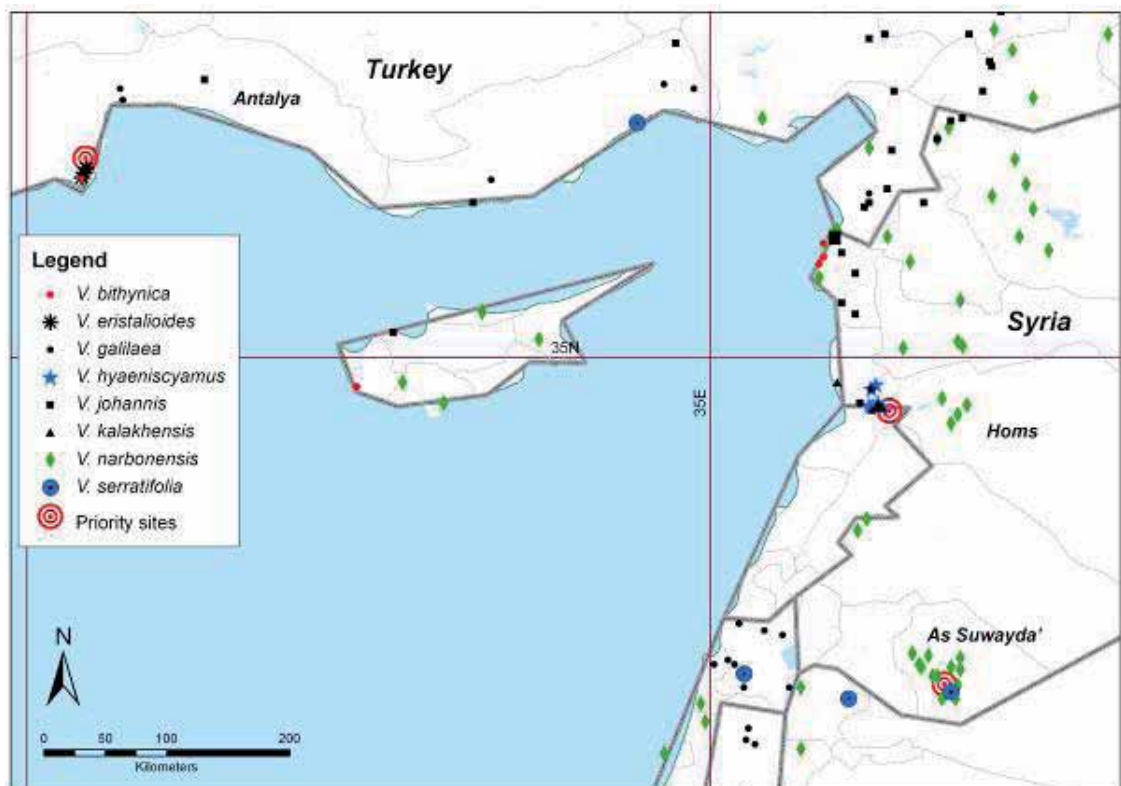 Turkey
Antalya
Legend
V. bithynica
V. eristalioides
V. galilaea
V. hyaeniscyamus
V. johannis
V. kalakhensis
V. narbonensis
V. serratifolia
Priority sites
35N
35E
Syria
Homs
As Suwayda'
N
0 50 100 200
Kilometers